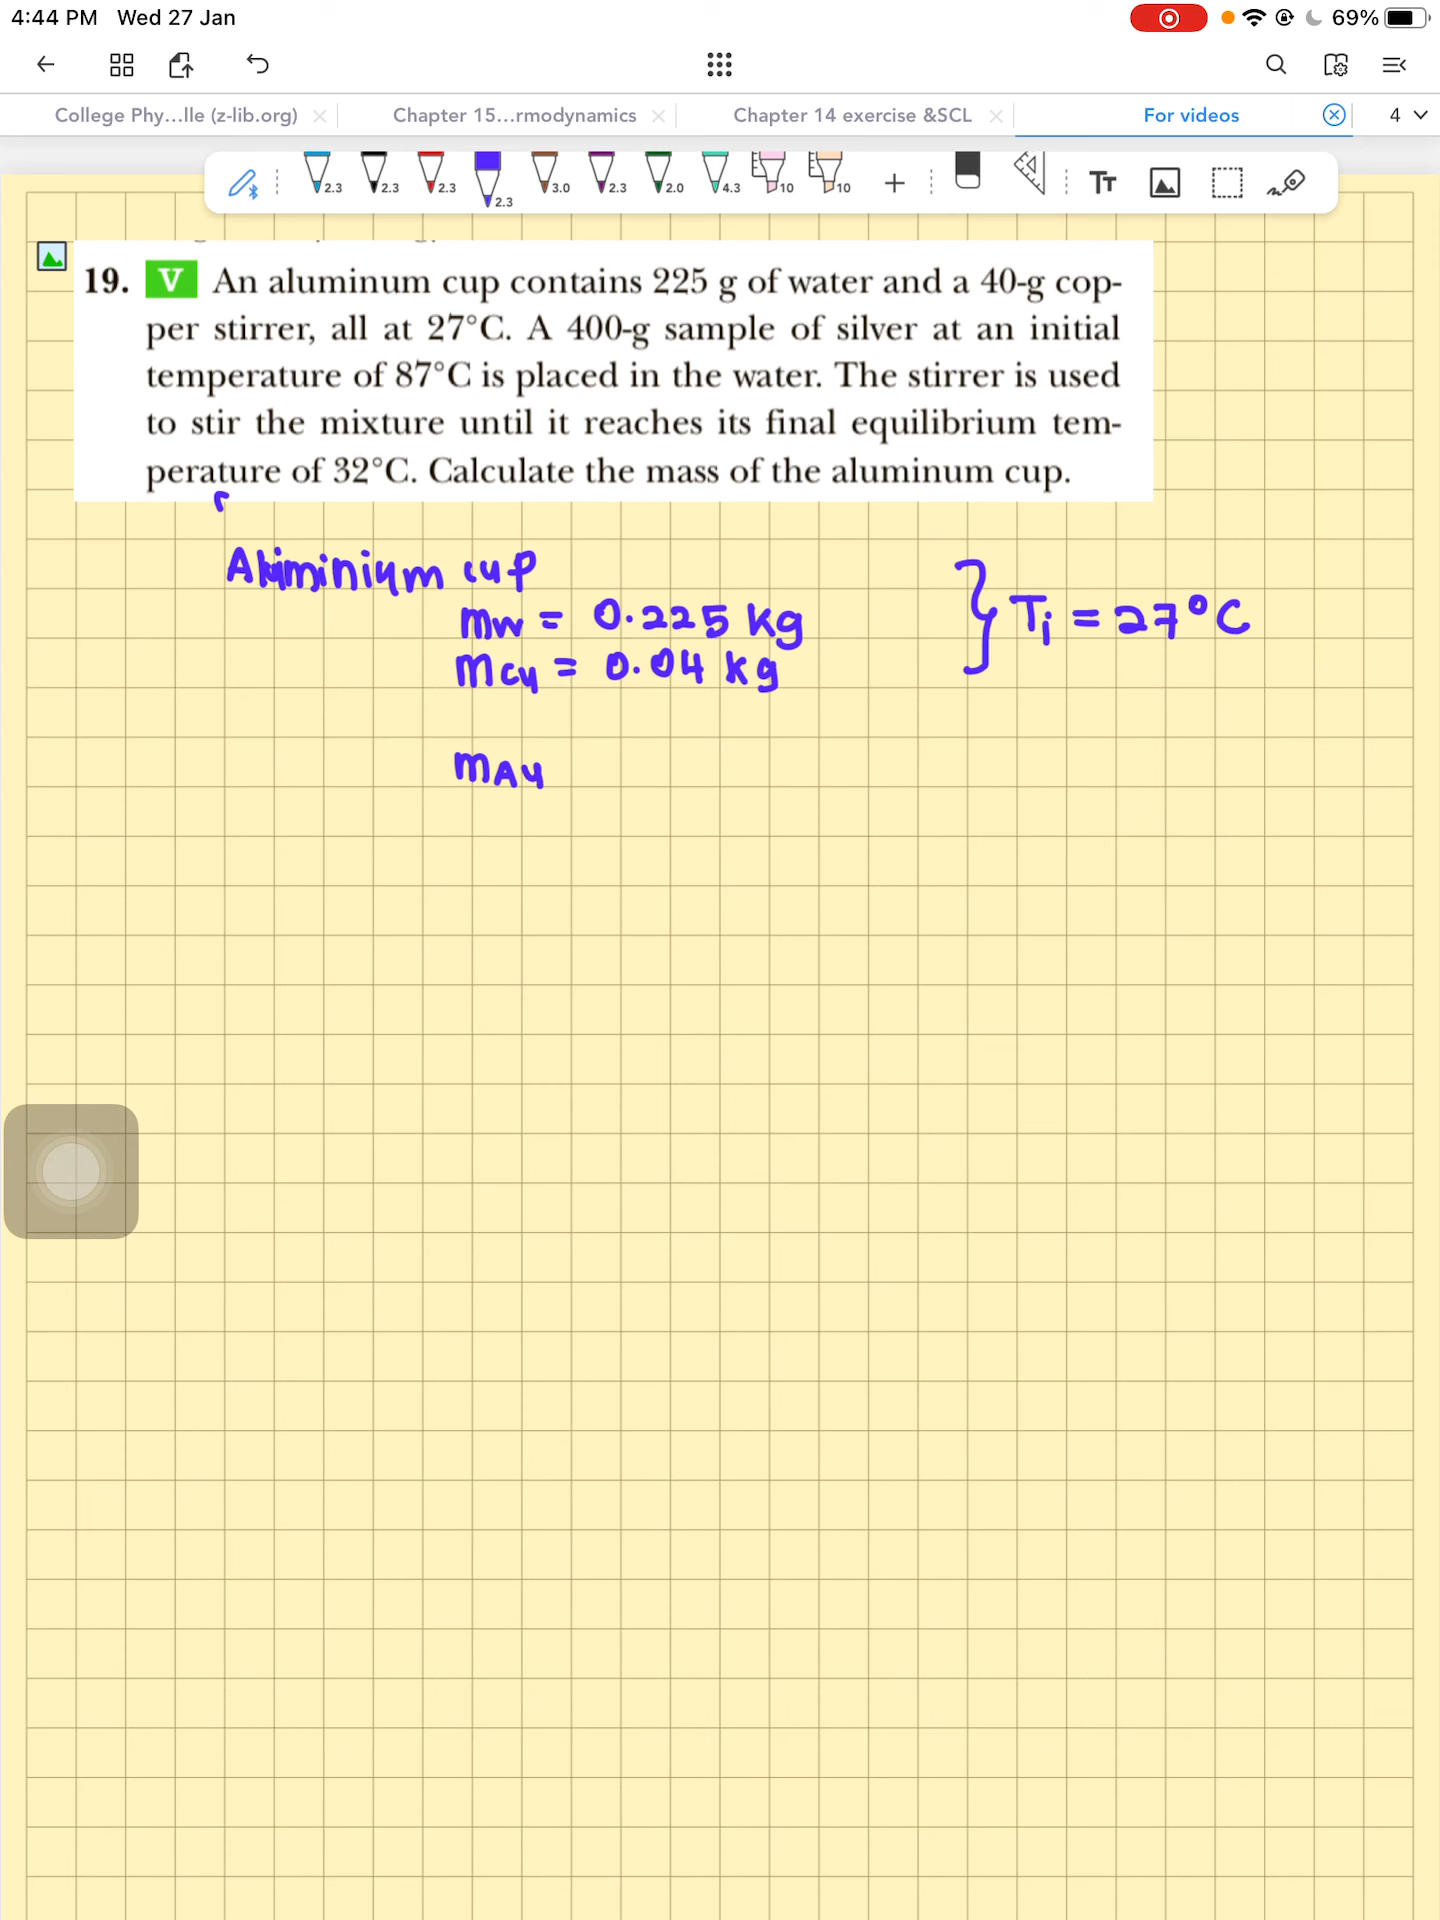 4:44 PM Wed 27 Jan 69%
College Phy...lle (z-lib.org) Chapter 15...rmodynamics Chapter 14 exercise &SCL For videos 4
2.3 2.3 2.3 2.3 3.0 2.3 2.0 4.3 10 10 TT
19. V An aluminum cup contains 225 g of water and a 40-g cop-
per stirrer, all at 27°C. A 400-g sample of silver at an initial
temperature of 87°C is placed in the water. The stirrer is used
to stir the mixture until it reaches its final equilibrium tem-
perature of 32°C. Calculate the mass of the aluminum cup.
Aluminium cup
mw = 0.225 kg } Ti = 27°C
mcu = 0.04 kg
mAu